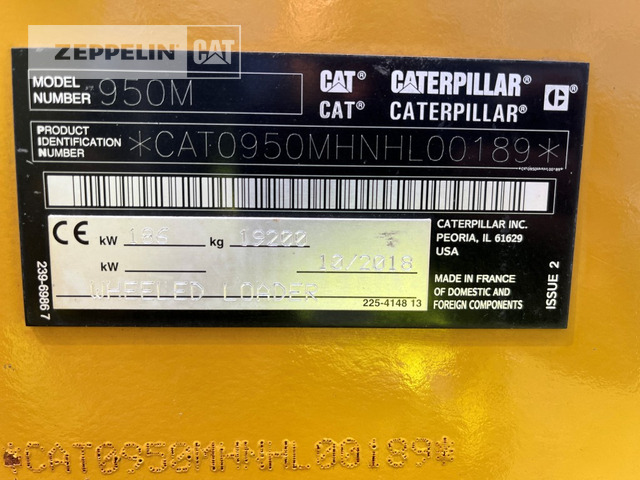 ZEPPELIN CAT
MODEL NUMBER 950M
CAT® CATERPILLAR®
CAT® CATERPILLAR®
PRODUCT IDENTIFICATION NUMBER *CAT0950MHNHL00189*
*CAT0950MHNHL00189*
CE kW kg 19222
kW 10/2018
WHEELED LOADER
225-4148 13
CATERPILLAR INC.
PEORIA, IL 61629
USA
MADE IN FRANCE
OF DOMESTIC AND
FOREIGN COMPONENTS
239-6986 7
ISSUE 2
*CAT0950MHNHL00189*